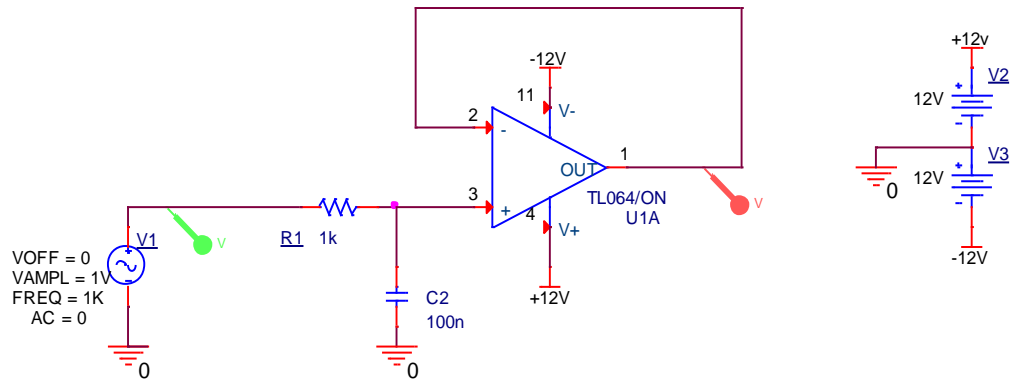 -12V
11
V-
2
-
OUT
1
3
+
4
V+
TL064/ON
U1A
+12V
V
V1
+
-
VOFF = 0
VAMPL = 1V
FREQ = 1K
AC = 0
0
R1 1k
C2
100n
0
V
+12v
+
V2
12V
-
0
+
V3
12V
-
-12V